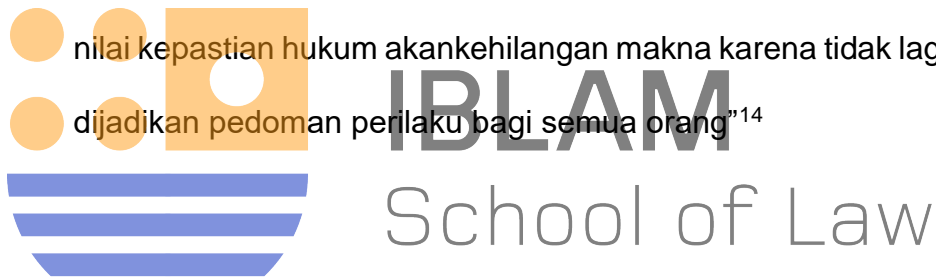 nilai kepastian hukum akankehilangan makna karena tidak lag
dijadikan pedoman perilaku bagi semua orang”14
IBLAM
School of Law